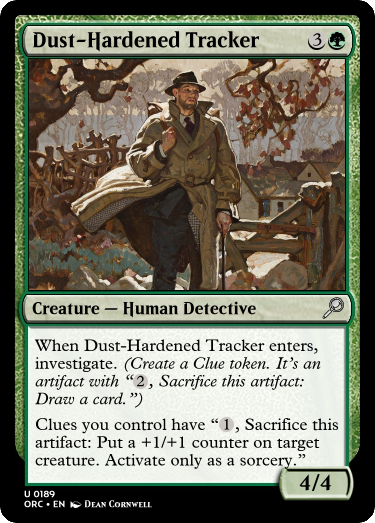 Dust-Hardened Tracker 3
Creature — Human Detective
When Dust-Hardened Tracker enters,
investigate. (Create a Clue token. It's an
artifact with “2, Sacrifice this artifact:
Draw a card.”)
Clues you control have “1, Sacrifice this
artifact: Put a +1/+1 counter on target
creature. Activate only as a sorcery.”
4/4
U 0189
ORC • EN Dean Cornwell